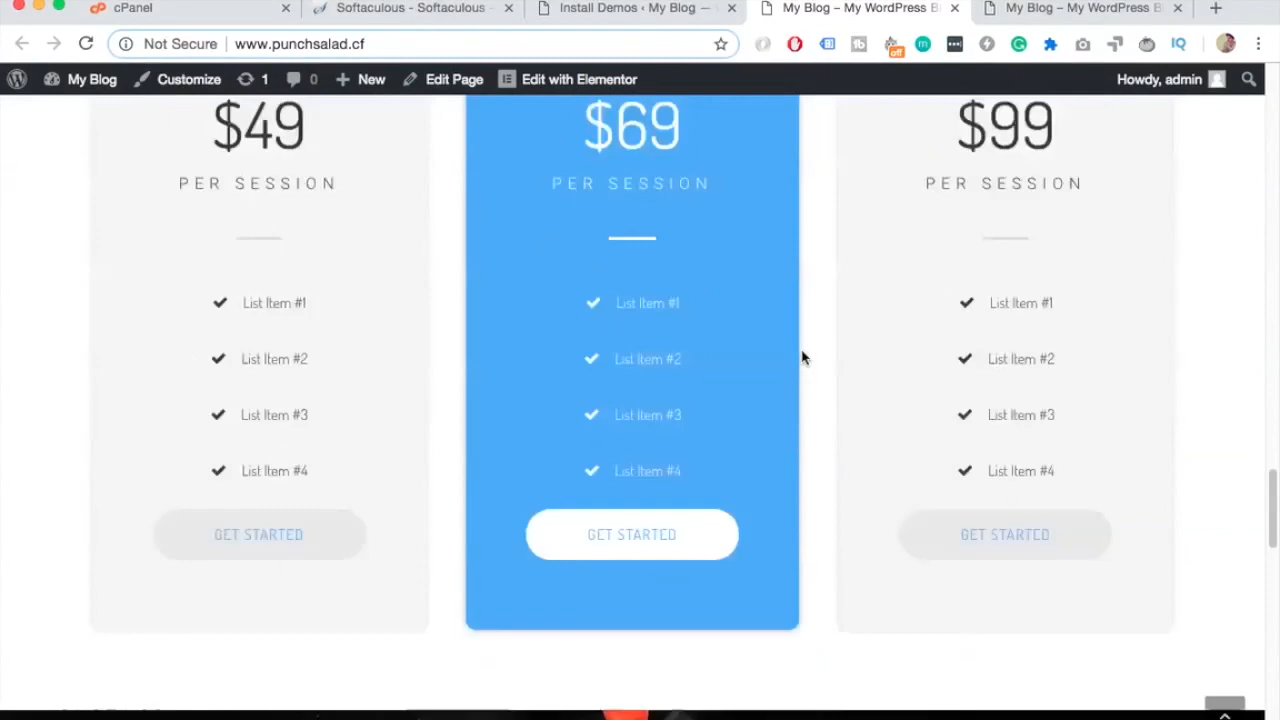 cPanel
Softaculous - Softaculous -
Install Demos ‹ My Blog —
My Blog – My WordPress B
My Blog – My WordPress B
Not Secure
www.punchsalad.cf
off
My Blog
Customize
1
0
New
Edit Page
Edit with Elementor
Howdy, admin
$49
$69
$99
PER SESSION
PER SESSION
PER SESSION
List Item #1
List Item #1
List Item #1
List Item #2
List Item #2
List Item #2
List Item #3
List Item #3
List Item #3
List Item #4
List Item #4
List Item #4
GET STARTED
GET STARTED
GET STARTED